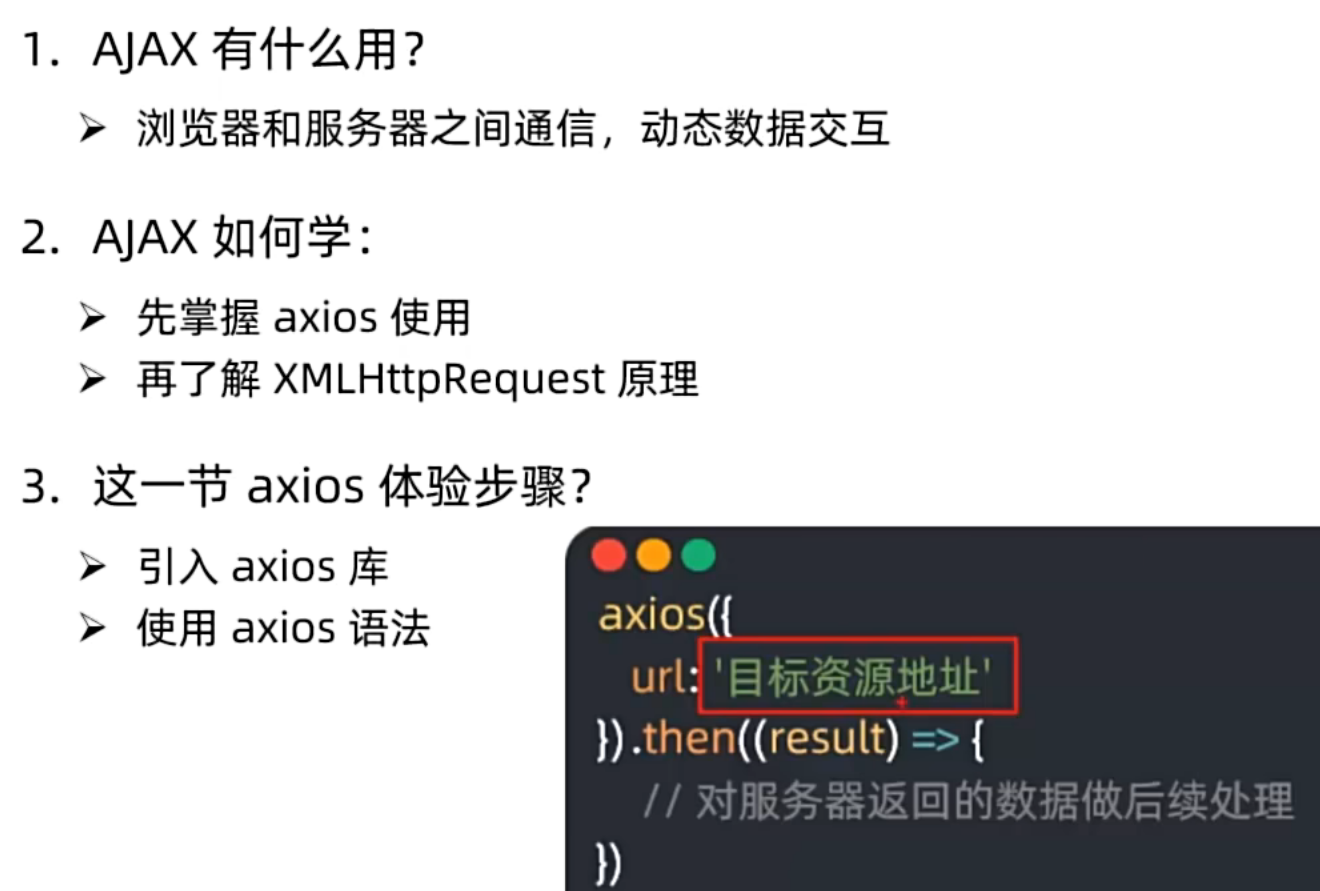 1. AJAX 有什么用？
➢ 浏览器和服务器之间通信，动态数据交互
2. AJAX 如何学：
➢ 先掌握 axios 使用
➢ 再了解 XMLHttpRequest 原理
3. 这一节 axios 体验步骤？
➢ 引入 axios 库
➢ 使用 axios 语法
axios({
url: '目标资源地址'
}).then((result) => {
// 对服务器返回的数据做后续处理
})